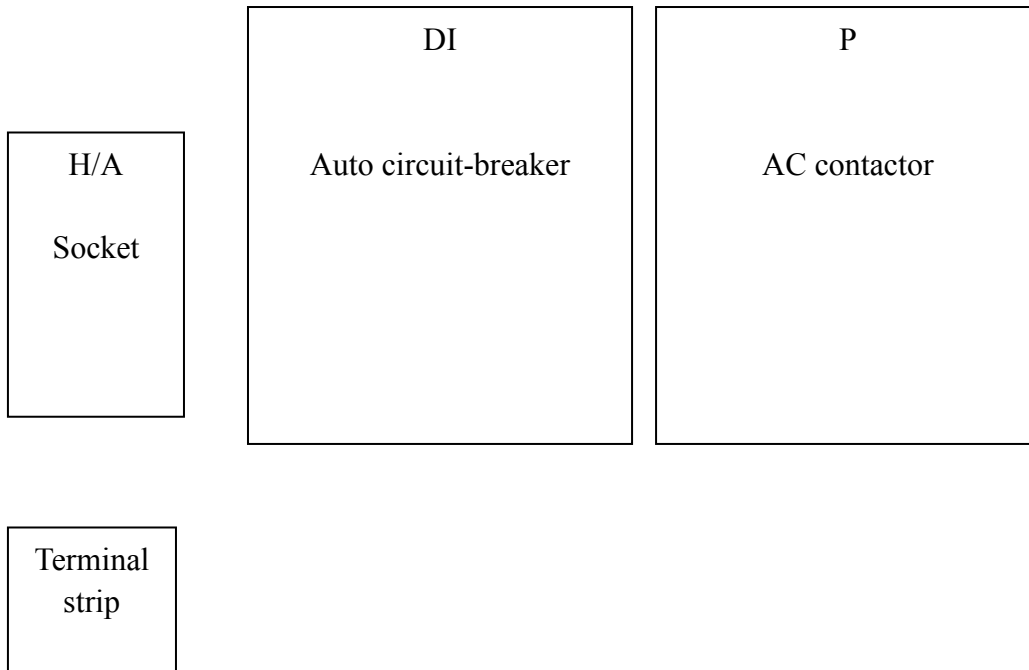 DI
Auto circuit-breaker
P
AC contactor
H/A
Socket
Terminal
strip